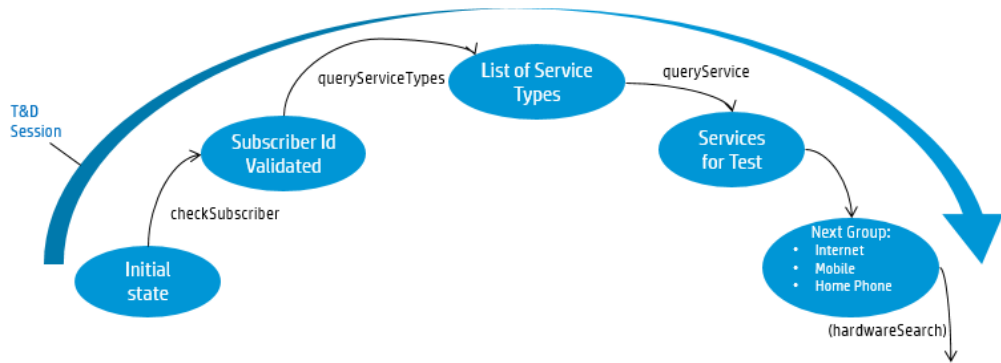 T&D
Session
Initial
state
checkSubscriber
Subscriber Id
Validated
queryServiceTypes
List of Service
Types
queryService
Services
for Test
Next Group:
• Internet
• Mobile
• Home Phone
(hardwareSearch)